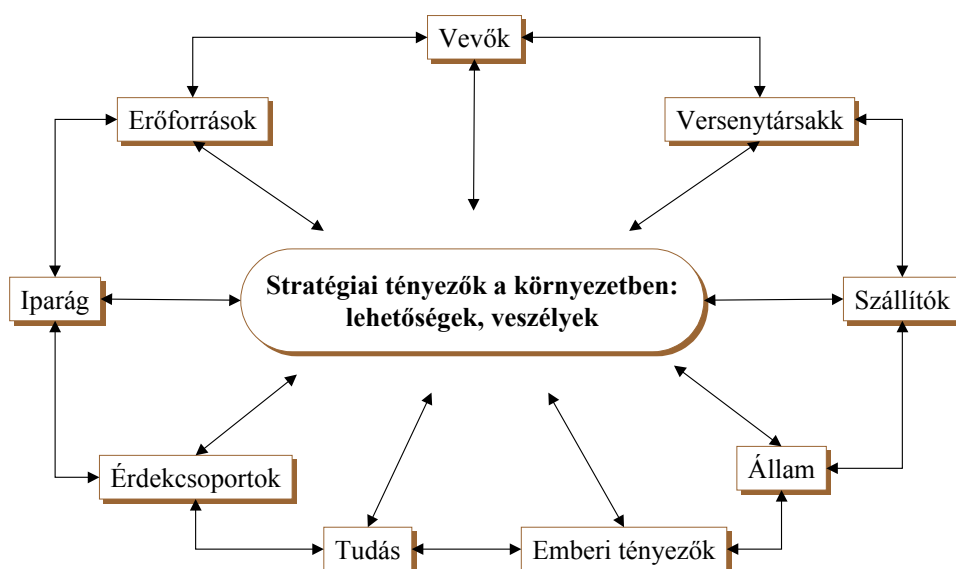 Vevők
Erőforrások
Versenytársakk
Stratégiai tényezők a környezetben:
lehetőségek, veszélyek
Iparág
Szállítók
Érdekcsoportok
Állam
Tudás
Emberi tényezők